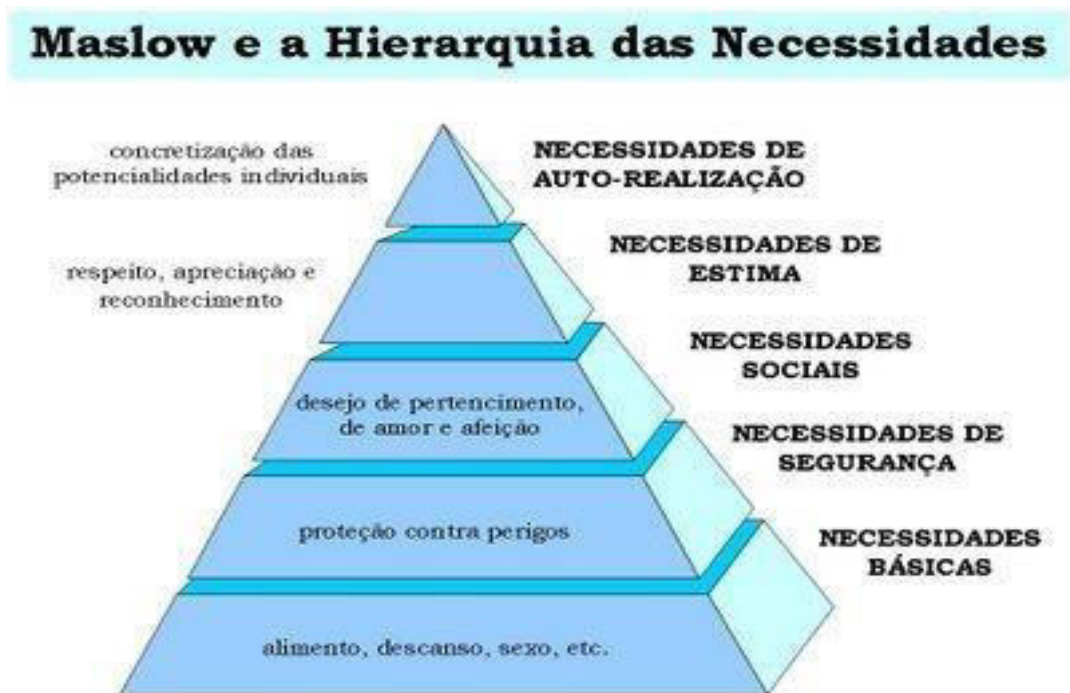 Maslow e a Hierarquia das Necessidades
concretização das
potencialidades individuais
NECESSIDADES DE
AUTO-REALIZAÇÃO
respeito, apreciação e
reconhecimento
NECESSIDADES DE
ESTIMA
desejo de pertencimento,
de amor e afeição
NECESSIDADES
SOCIAIS
proteção contra perigos
NECESSIDADES DE
SEGURANÇA
alimento, descanso, sexo, etc.
NECESSIDADES
BÁSICAS